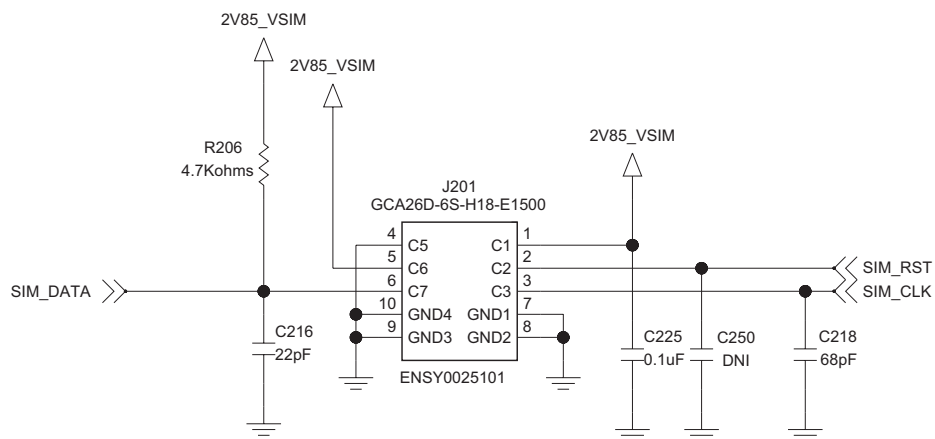 2V85_VSIM
2V85_VSIM
2V85_VSIM
R206
4.7Kohms
J201
GCA26D-6S-H18-E1500
4 C5 C1 1
5 C6 C2 2
6 C7 C3 3
10 GND4 GND1 7
9 GND3 GND2 8
SIM_DATA
SIM_RST
SIM_CLK
C216
22pF
ENSY0025101
C225
0.1uF
C250
DNI
C218
68pF